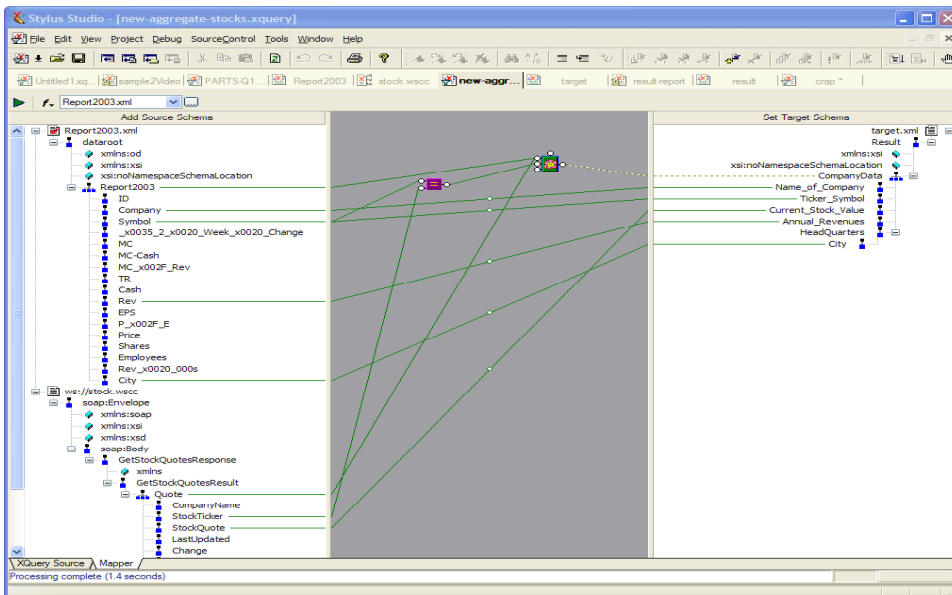 Stylus Studio - [new-aggregate-stocks.xquery]
File Edit View Project Debug SourceControl Tools Window Help
Untitled1.xq... sample2Video PARTS-Q1... Report2003 stock.wscc new-aggr... target result-report result crap *
Report2003.xml
Add Source Schema
Set Target Schema
Report2003.xml
dataroot
xmlns:od
xmlns:xsi
xsi:noNamespaceSchemaLocation
Report2003
ID
Company
Symbol
_x0035_2_x0020_Week_x0020_Change
MC
MC-Cash
MC_x002F_Rev
TR
Cash
Rev
EPS
P_x002F_E
Price
Shares
Employees
Rev_x0020_000s
City
ws://stock.wscc
soap:Envelope
xmlns:soap
xmlns:xsi
xmlns:xsd
soap:Body
GetStockQuotesResponse
xmlns
GetStockQuotesResult
Quote
CompanyName
StockTicker
StockQuote
LastUpdated
Change
target.xml
Result
xmlns:xsi
xsi:noNamespaceSchemaLocation
CompanyData
Name_of_Company
Ticker_Symbol
Current_Stock_Value
Annual_Revenues
HeadQuarters
City
XQuery Source Mapper
Processing complete (1.4 seconds)